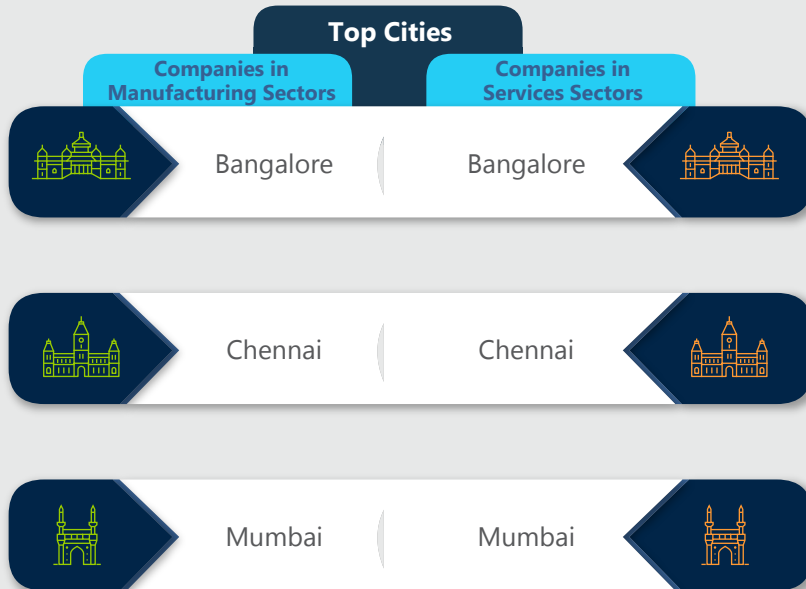 Top Cities
Companies in
Manufacturing Sectors
Companies in
Services Sectors
Bangalore
Bangalore
Chennai
Chennai
Mumbai
Mumbai